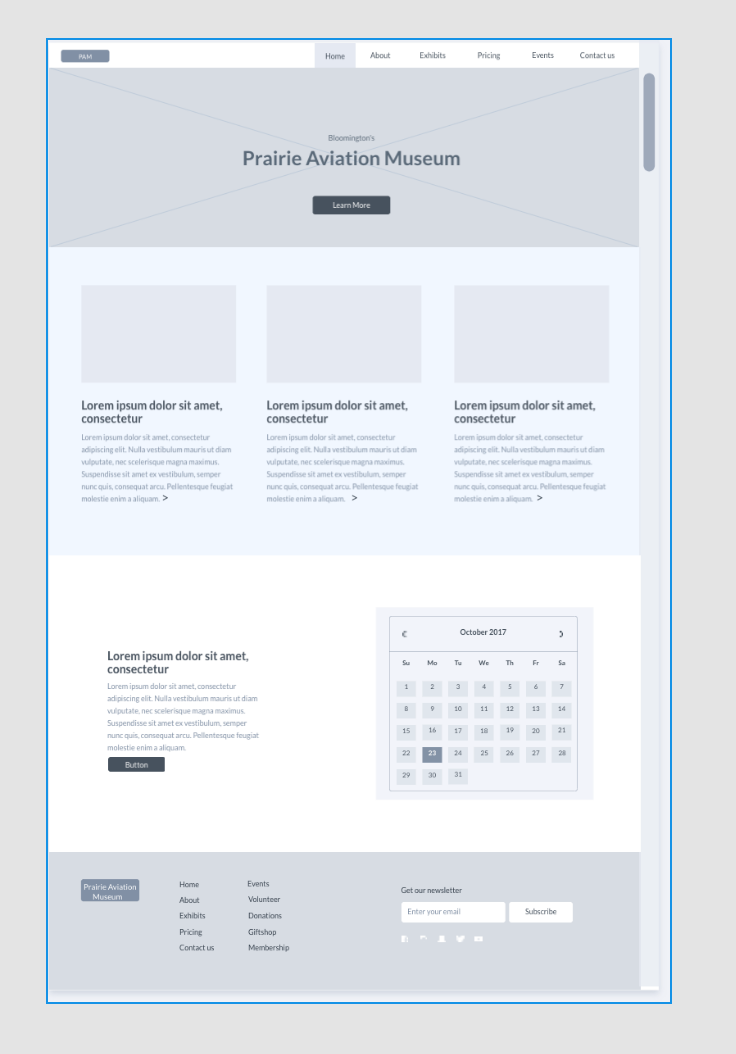 PAM
Home About Exhibits Pricing Events Contact us
Bloomington's
Prairie Aviation Museum
Learn More
Lorem ipsum dolor sit amet,
consectetur
Lorem ipsum dolor sit amet, consectetur
adipiscing elit. Nulla vestibulum mauris ut diam
vulputate, nec scelerisque magna maximus.
Suspendisse sit amet ex vestibulum, semper
nunc quis, consequat arcu. Pellentesque feugiat
molestie enim a aliquam. >
Lorem ipsum dolor sit amet,
consectetur
Lorem ipsum dolor sit amet, consectetur
adipiscing elit. Nulla vestibulum mauris ut diam
vulputate, nec scelerisque magna maximus.
Suspendisse sit amet ex vestibulum, semper
nunc quis, consequat arcu. Pellentesque feugiat
molestie enim a aliquam. >
Lorem ipsum dolor sit amet,
consectetur
Lorem ipsum dolor sit amet, consectetur
adipiscing elit. Nulla vestibulum mauris ut diam
vulputate, nec scelerisque magna maximus.
Suspendisse sit amet ex vestibulum, semper
nunc quis, consequat arcu. Pellentesque feugiat
molestie enim a aliquam. >
Lorem ipsum dolor sit amet,
consectetur
Lorem ipsum dolor sit amet, consectetur
adipiscing elit. Nulla vestibulum mauris ut diam
vulputate, nec scelerisque magna maximus.
Suspendisse sit amet ex vestibulum, semper
nunc quis, consequat arcu. Pellentesque feugiat
molestie enim a aliquam.
Button
October 2017
Su Mo Tu We Th Fr Sa
1 2 3 4 5 6 7
8 9 10 11 12 13 14
15 16 17 18 19 20 21
22 23 24 25 26 27 28
29 30 31
Prairie Aviation
Museum
Home
About
Exhibits
Pricing
Contact us
Events
Volunteer
Donations
Giftshop
Membership
Get our newsletter
Enter your email
Subscribe